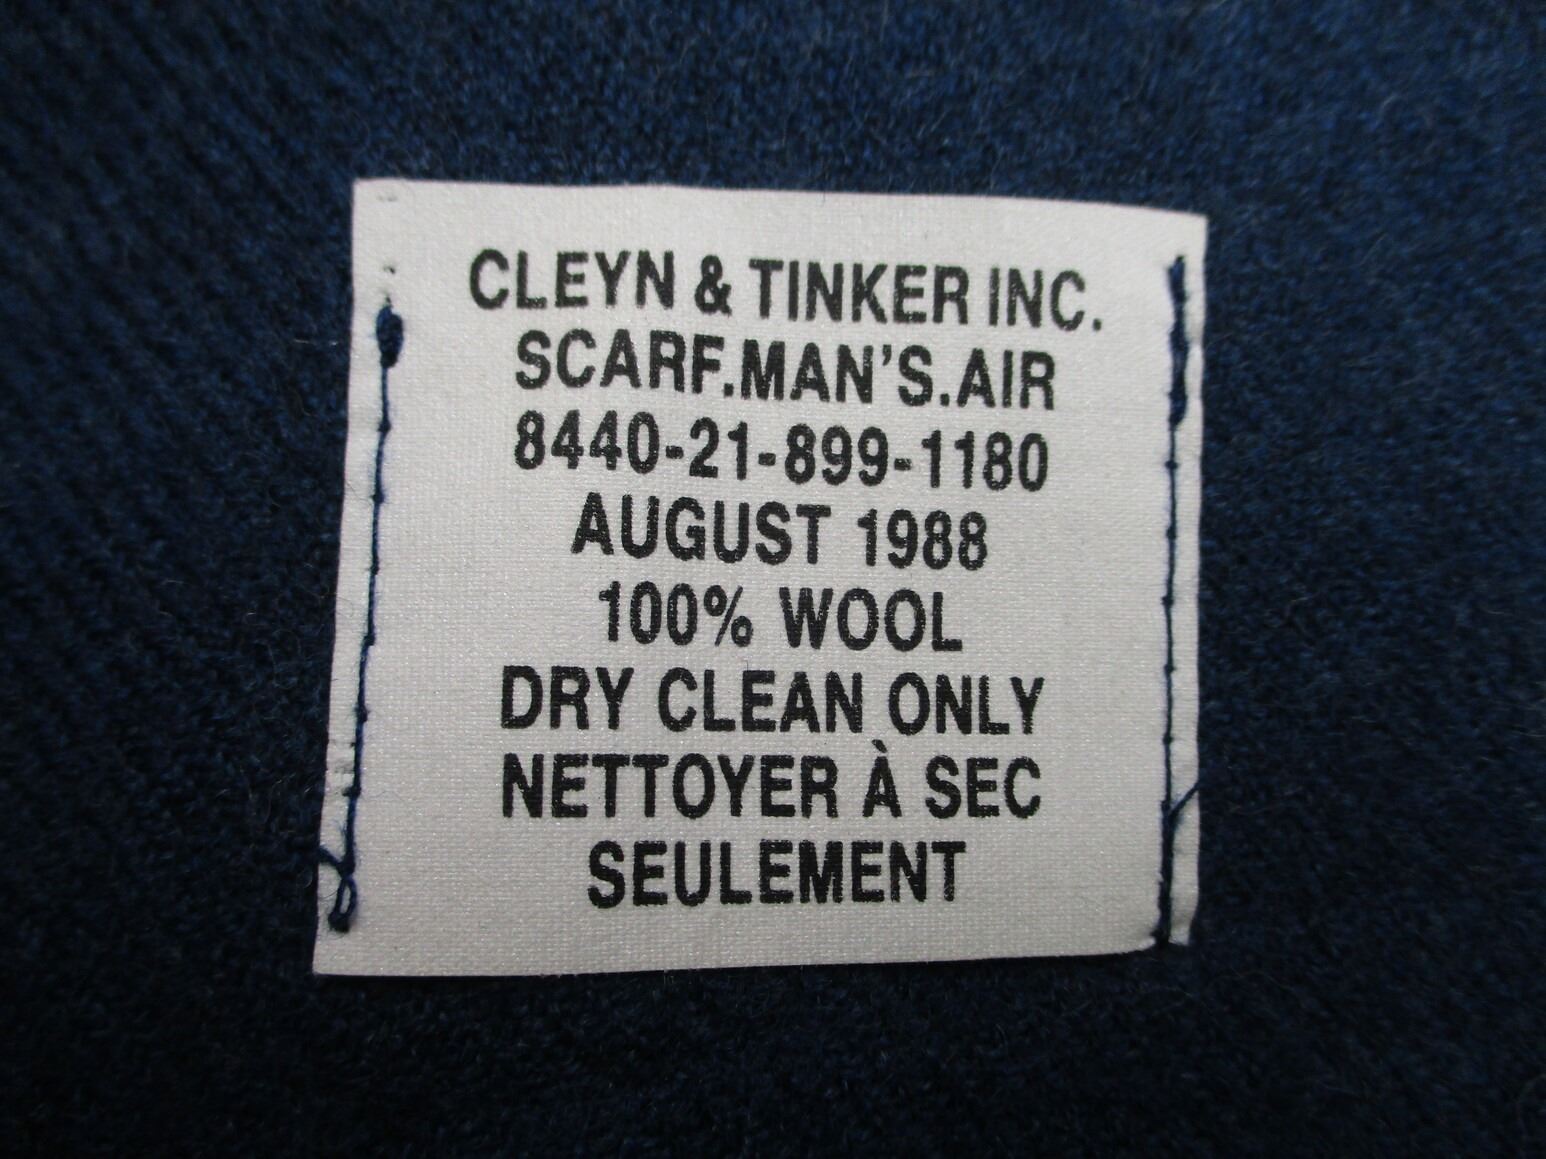 CLEYN & TINKER INC.
SCARF.MAN'S.AIR
8440-21-899-1180
AUGUST 1988
100% WOOL
DRY CLEAN ONLY
NETTOYER À SEC
SEULEMENT